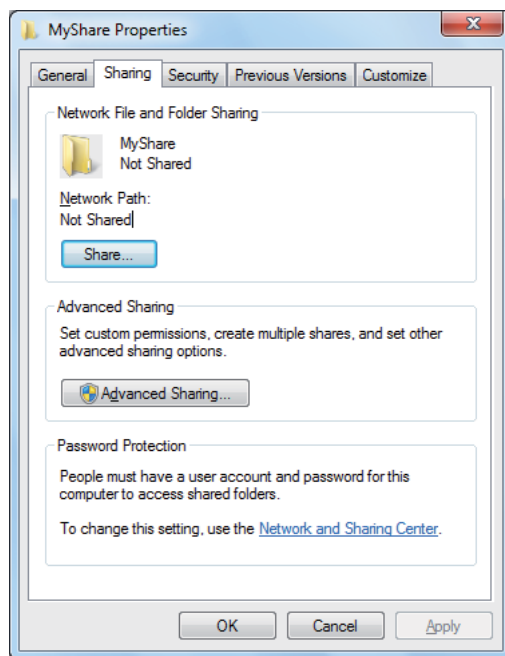 MyShare Properties
General Sharing Security Previous Versions Customize
Network File and Folder Sharing
MyShare
Not Shared
Network Path:
Not Shared
Share...
Advanced Sharing
Set custom permissions, create multiple shares, and set other
advanced sharing options.
Advanced Sharing...
Password Protection
People must have a user account and password for this
computer to access shared folders.
To change this setting, use the Network and Sharing Center.
OK Cancel Apply